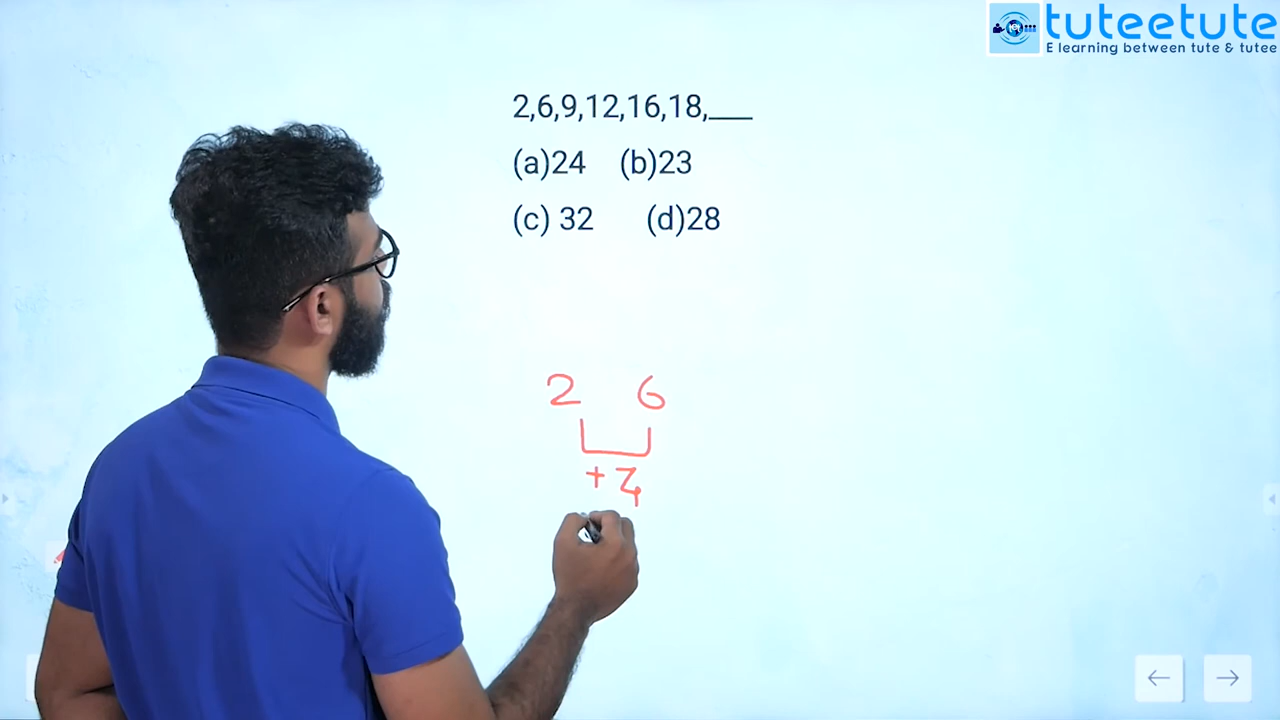 tuteetute
E learning between tute & tutee
2,6,9,12,16,18,___
(a)24 (b)23
(c) 32 (d)28
2 6
+4